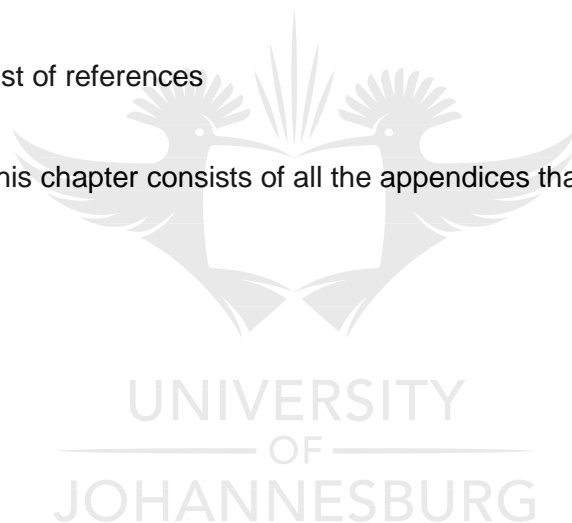 st of references
his chapter consists of all the appendices tha
UNIVERSITY
OF
JOHANNESBURG